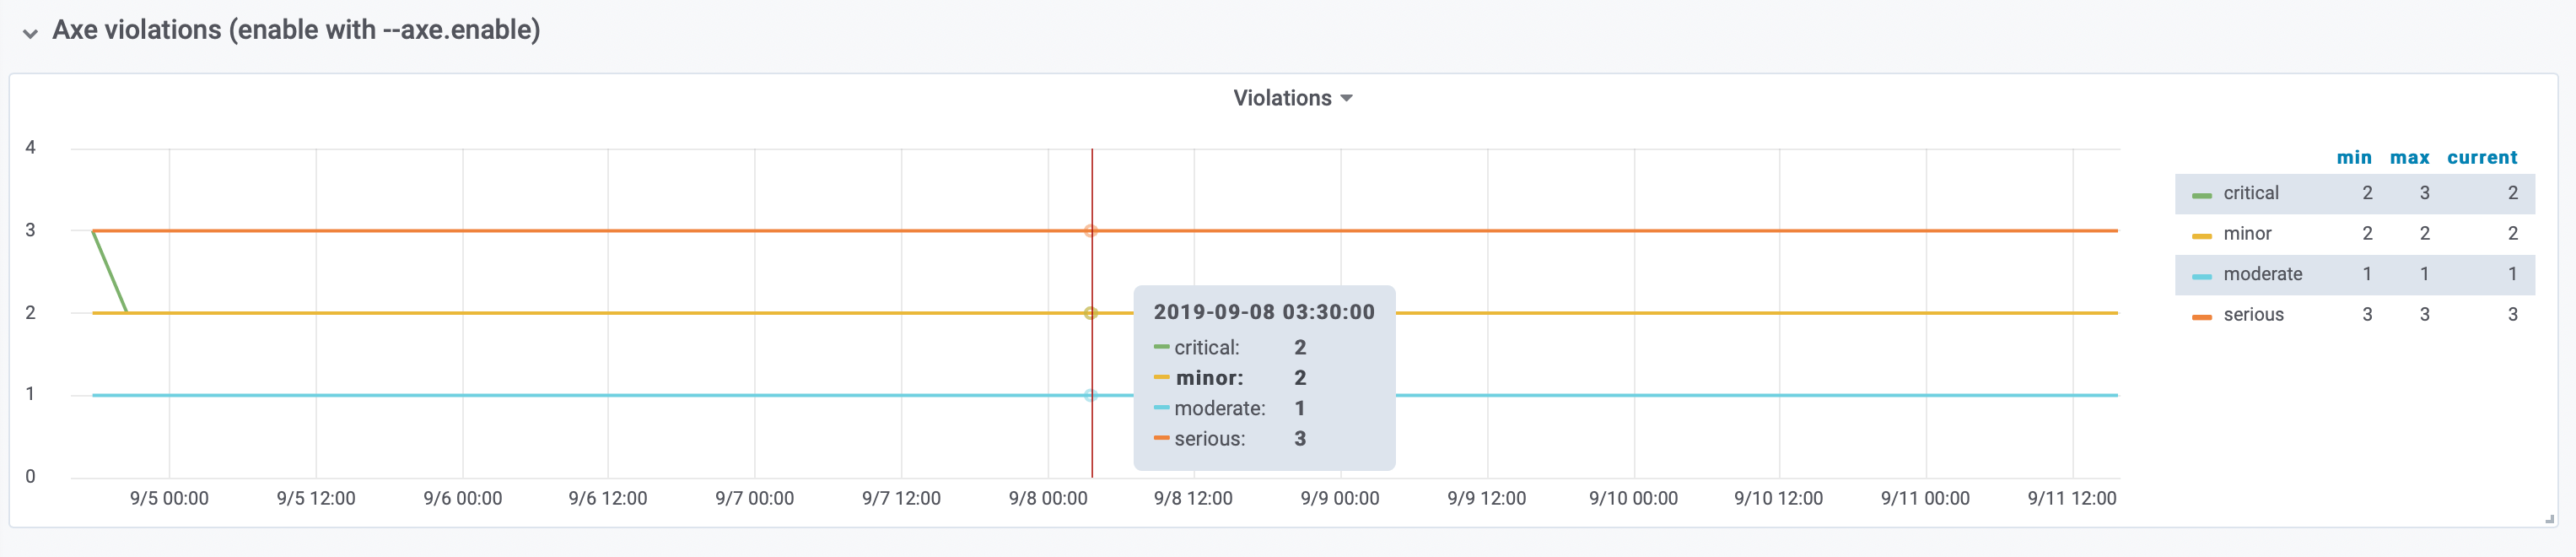 Axe violations (enable with --axe.enable)
Violations
4
3
2
1
0
9/5 00:00 9/5 12:00 9/6 00:00 9/6 12:00 9/7 00:00 9/7 12:00 9/8 00:00 9/8 12:00 9/9 00:00 9/9 12:00 9/10 00:00 9/10 12:00 9/11 00:00 9/11 12:00
2019-09-08 03:30:00
critical: 2
minor: 2
moderate: 1
serious: 3
min max current
critical 2 3 2
minor 2 2 2
moderate 1 1 1
serious 3 3 3